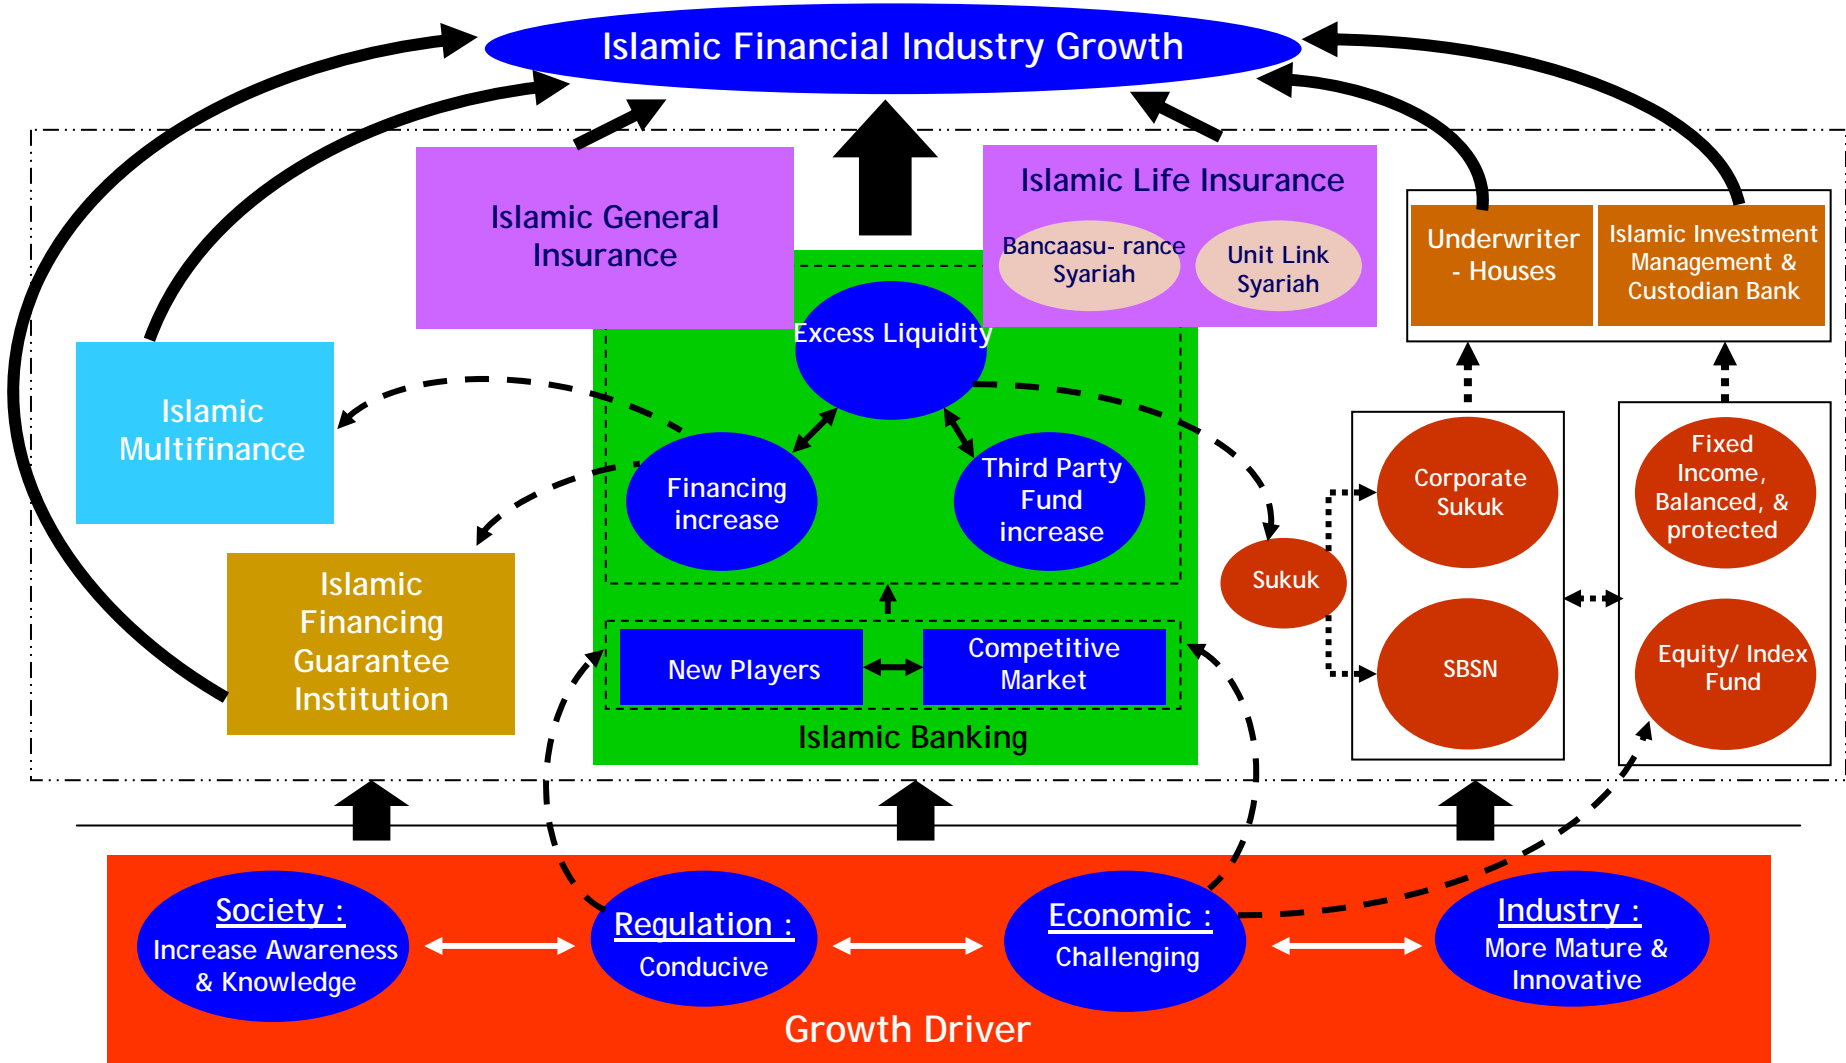 Islamic Financial Industry Growth
Islamic General
Insurance
Islamic Life Insurance
Bancaasu- rance
Syariah
Unit Link
Syariah
Underwriter
- Houses
Islamic Investment
Management &
Custodian Bank
Excess Liquidity
Islamic
Multifinance
Financing
increase
Third Party
Fund
increase
Corporate
Sukuk
Fixed
Income,
Balanced, &
protected
Sukuk
Islamic
Financing
Guarantee
Institution
New Players
Competitive
Market
SBSN
Equity/ Index
Fund
Islamic Banking
Society :
Increase Awareness
& Knowledge
Regulation :
Conducive
Economic :
Challenging
Industry :
More Mature &
Innovative
Growth Driver